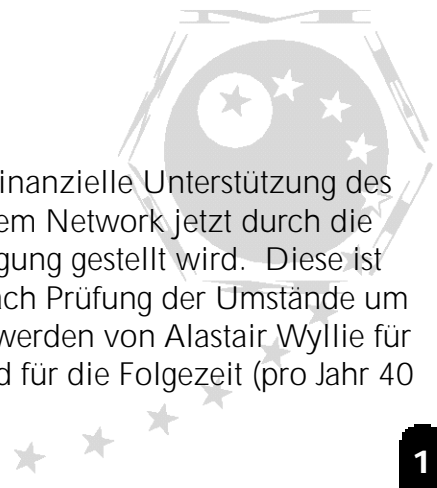 inanzielle Unterstützung des
em Network jetzt durch die
gung gestellt wird. Diese ist
ach Prüfung der Umstände um
werden von Alastair Wyllie für
d für die Folgezeit (pro Jahr 40
1